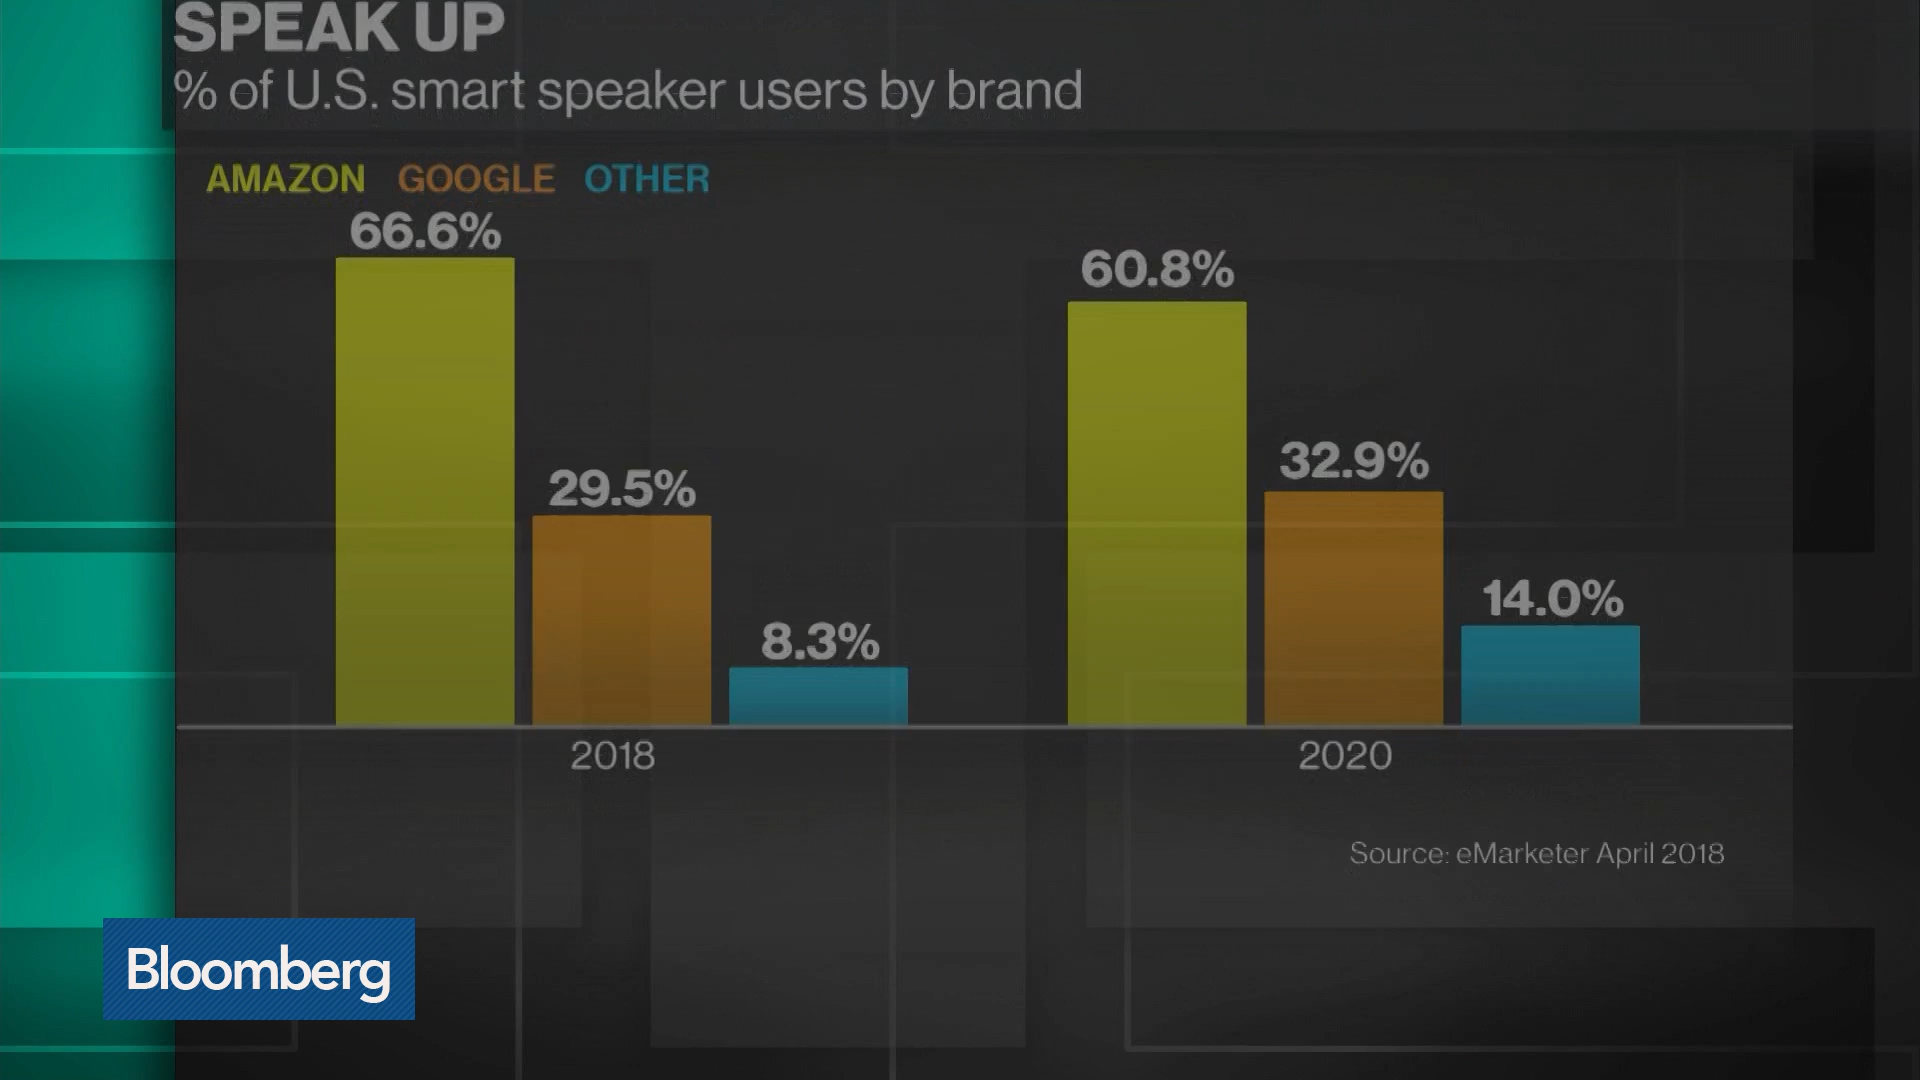 SPEAK UP
% of U.S. smart speaker users by brand
AMAZON GOOGLE OTHER
66.6%
60.8%
29.5%
32.9%
8.3%
14.0%
2018
2020
Source: eMarketer April 2018
Bloomberg